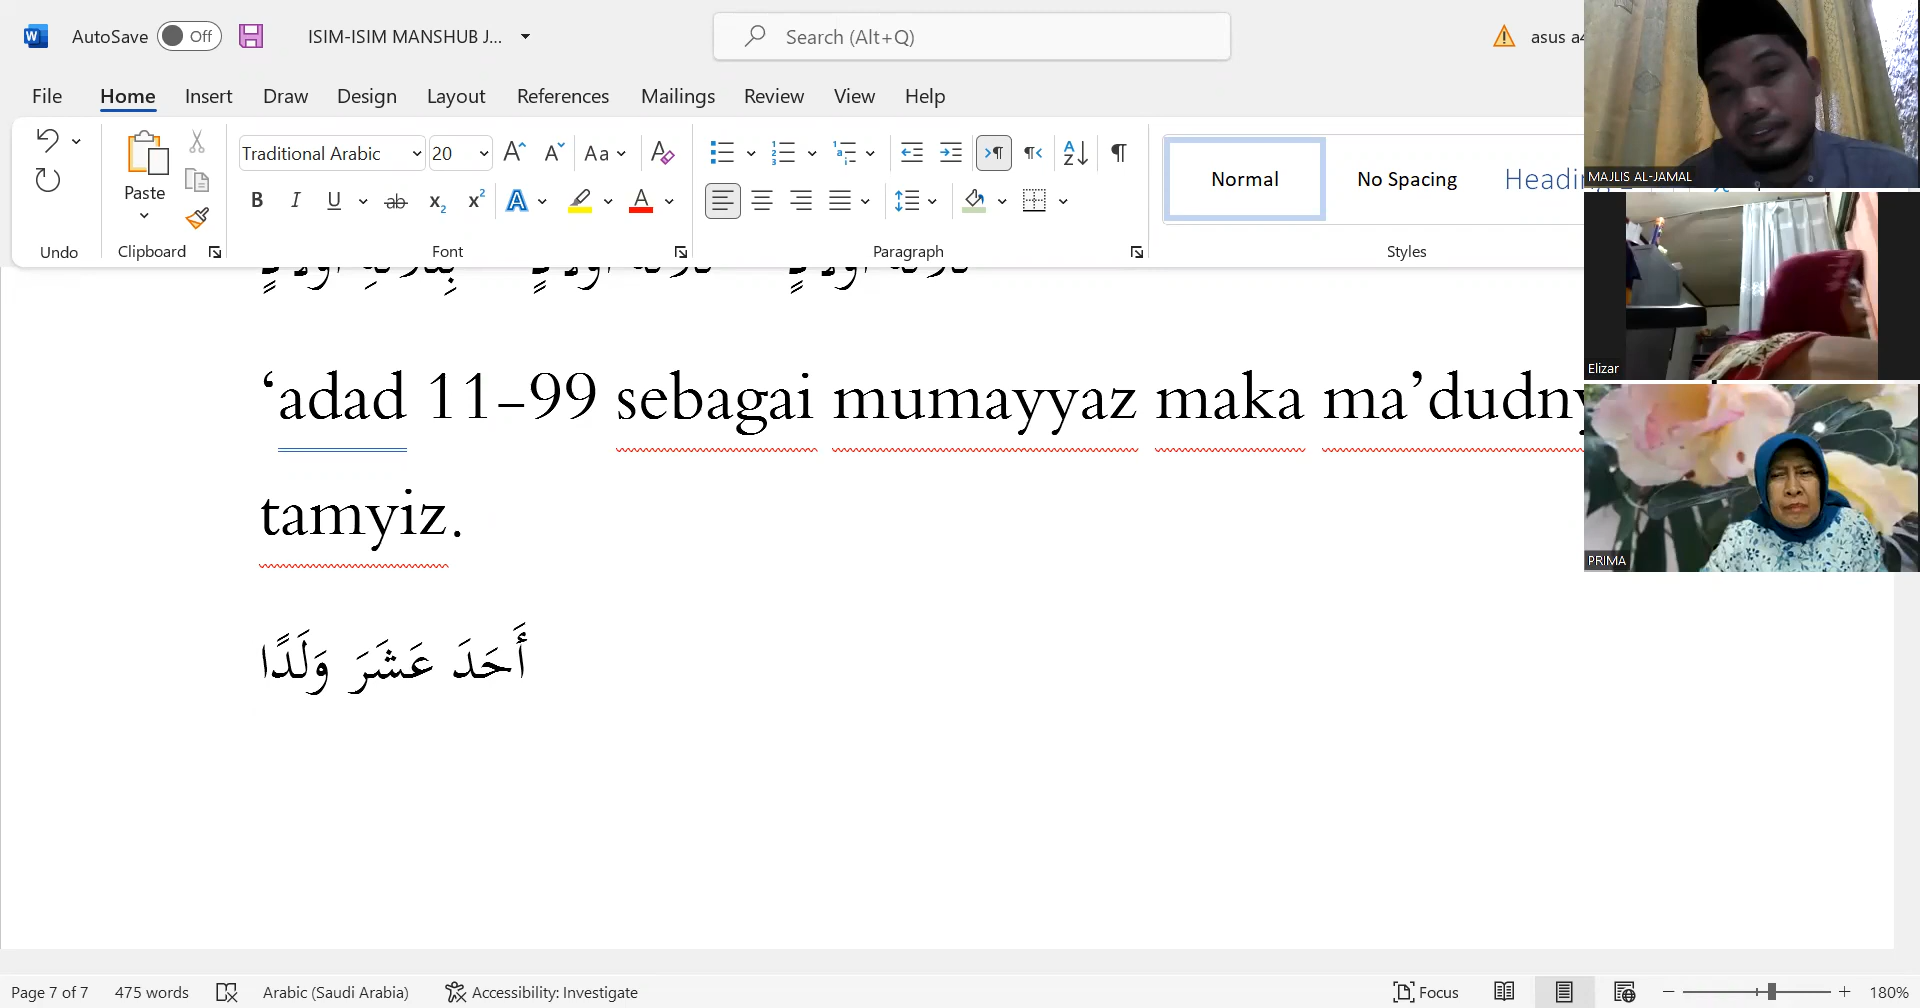 AutoSave Off ISIM-ISIM MANSHUB J... Search (Alt+Q) asus
MAJLIS AL-JAMAL
File Home Insert Draw Design Layout References Mailings Review View Help
Traditional Arabic 20 Aa
Paste
Normal No Spacing
B I U ab
Undo Clipboard Font Paragraph Styles
‘adad 11–99 sebagai mumayyaz maka
tamyiz.
أَحَدَ عَشَرَ وَلَدًا
Elizar
PRIMA
Page 7 of 7 475 words Arabic (Saudi Arabia) Accessibility: Investigate Focus 180%